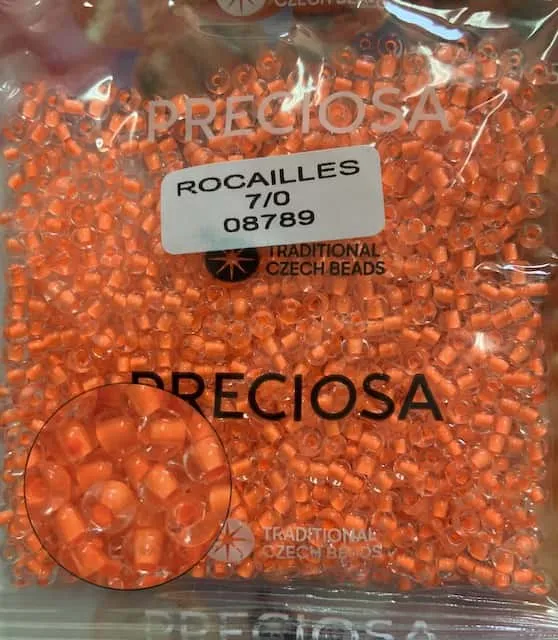 CZECH BEADS
PRECIOSA
ROCAILLES
7/0
08789
TRADITIONAL
CZECH BEADS
PRECIOSA
TRADITIONAL
CZECH BEADS
PRECIOSA